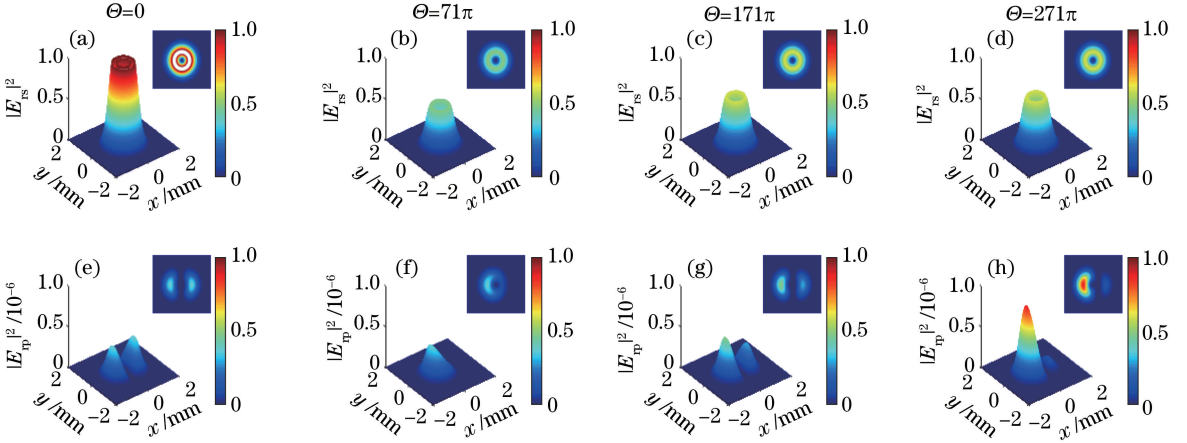 Θ=0 Θ=71π Θ=171π Θ=271π
(a) 1.0 (b) 1.0 (c) 1.0 (d) 1.0
|E_rs|² 1.0 0.5 0 0.5 0 |E_rs|² 1.0 0.5 0 0.5 0 |E_rs|² 1.0 0.5 0 0.5 0 |E_rs|² 1.0 0.5 0 0.5 0
2 0 -2 -2 0 2 2 0 -2 -2 0 2 2 0 -2 -2 0 2 2 0 -2 -2 0 2
y /mm x /mm y /mm x /mm y /mm x /mm y /mm x /mm
(e) 1.0 (f) 1.0 (g) 1.0 (h) 1.0
|E_rp|² /10⁻⁶ 1.0 0.5 0 0.5 0 |E_rp|² /10⁻⁶ 1.0 0.5 0 0.5 0 |E_rp|² /10⁻⁶ 1.0 0.5 0 0.5 0 |E_rp|² /10⁻⁶ 1.0 0.5 0 0.5 0
2 0 -2 -2 0 2 2 0 -2 -2 0 2 2 0 -2 -2 0 2 2 0 -2 -2 0 2
y /mm x /mm y /mm x /mm y /mm x /mm y /mm x /mm